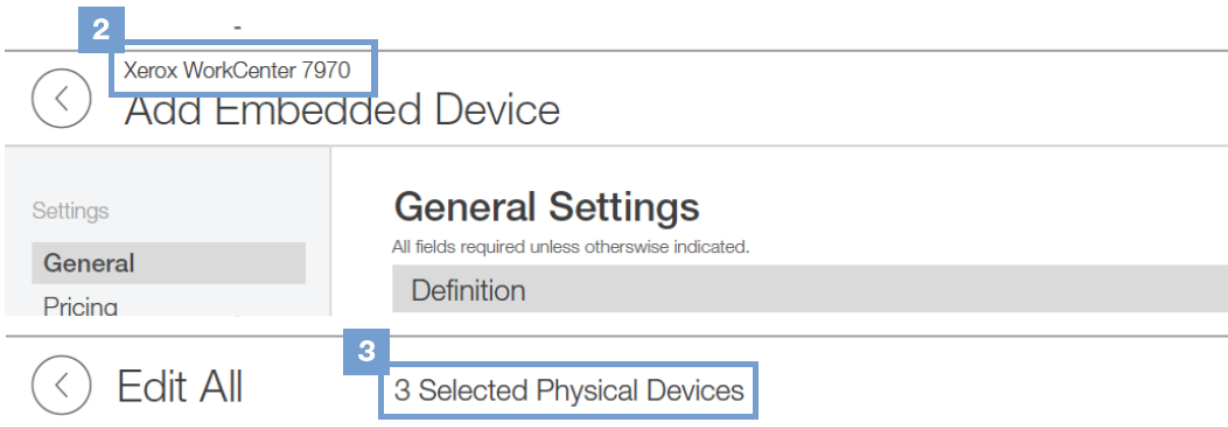 2
-
Xerox WorkCenter 7970
Add Embedded Device
Settings
General Settings
All fields required unless otherswise indicated.
General
Definition
Pricing
3
Edit All
3 Selected Physical Devices